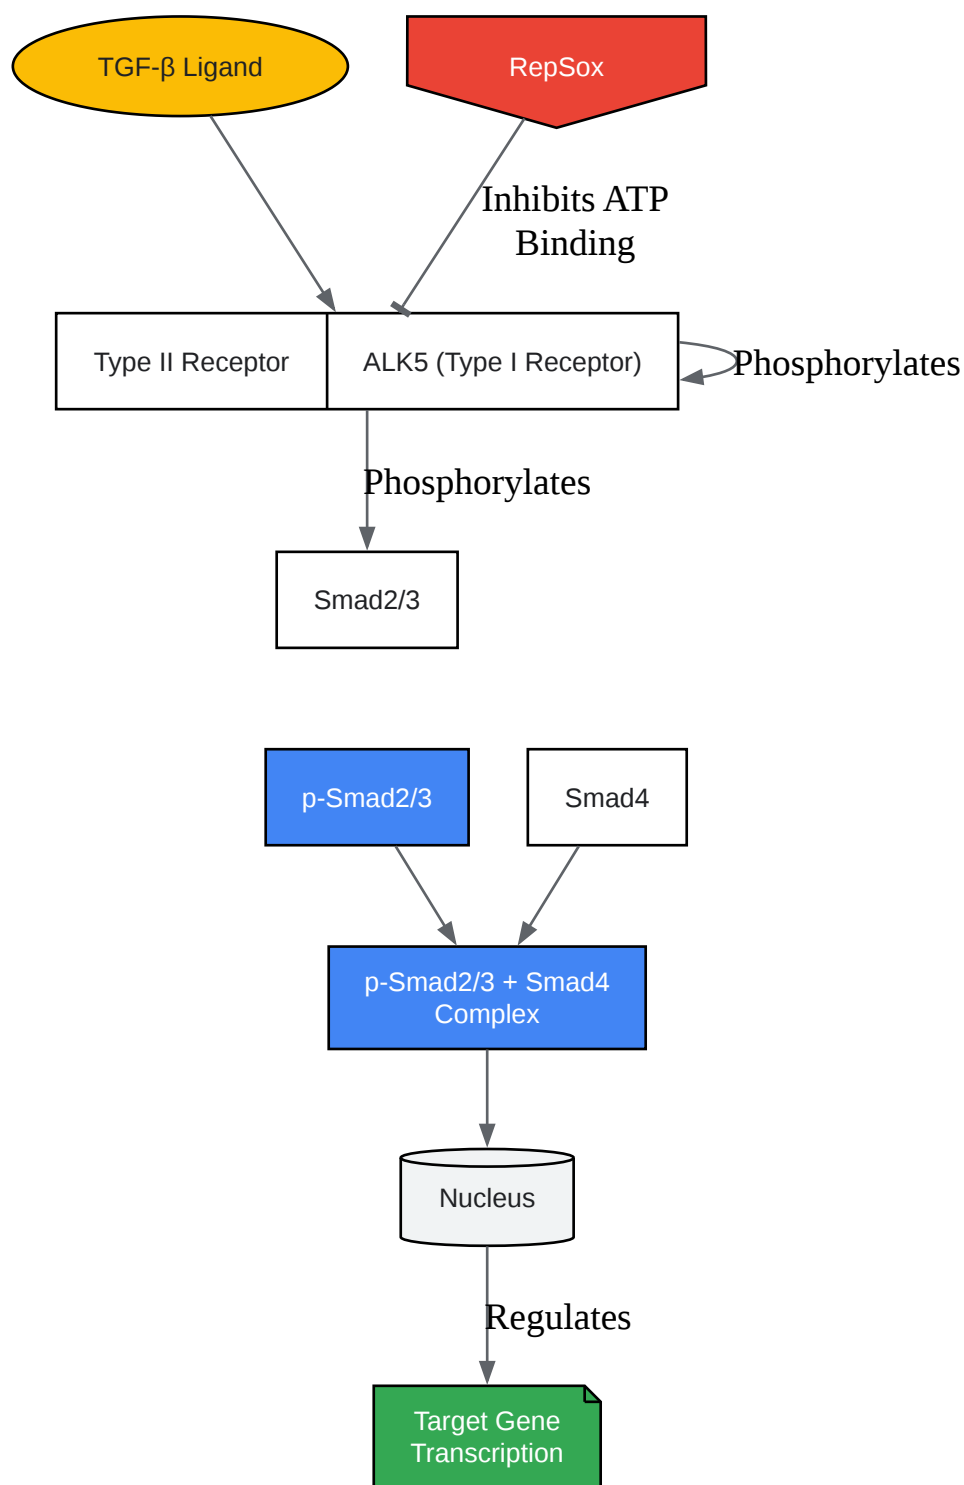 TGF-β Ligand
RepSox
Inhibits ATP
Binding
Type II Receptor
ALK5 (Type I Receptor)
Phosphorylates
Phosphorylates
Smad2/3
p-Smad2/3
Smad4
p-Smad2/3 + Smad4
Complex
Nucleus
Regulates
Target Gene
Transcription